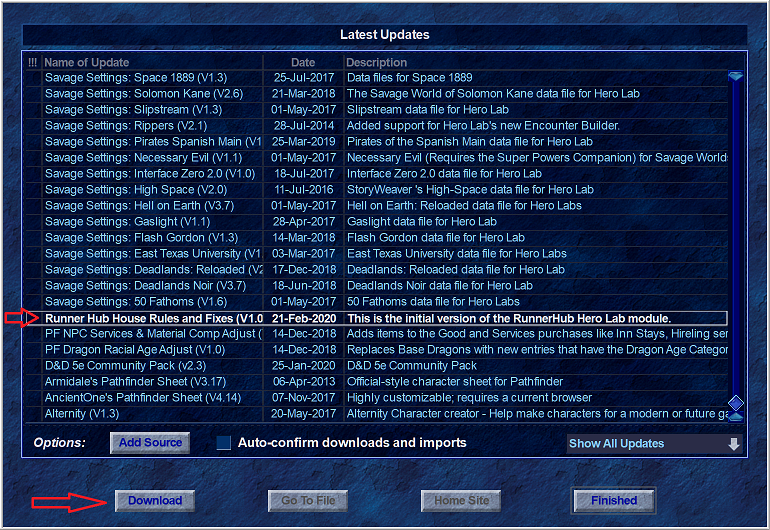 Latest Updates
!!! Name of Update Date Description
Savage Settings: Space 1889 (V1.3) 25-Jul-2017 Data files for Space 1889
Savage Settings: Solomon Kane (V2.6) 21-Mar-2018 The Savage World of Solomon Kane data file for Hero Lab
Savage Settings: Slipstream (V1.3) 01-May-2017 Slipstream data file for Hero Lab
Savage Settings: Rippers (V2.1) 28-Jul-2014 Added support for Hero Lab's new Encounter Builder.
Savage Settings: Pirates Spanish Main (V1 25-Mar-2019 Pirates of the Spanish Main data file for Hero Lab
Savage Settings: Necessary Evil (V1.1) 01-May-2017 Necessary Evil (Requires the Super Powers Companion) for Savage World
Savage Settings: Interface Zero 2.0 (V1.0) 18-Jul-2017 Interface Zero 2.0 data file for Hero Lab
Savage Settings: High Space (V2.0) 11-Jul-2016 StoryWeaver 's High-Space data file for Hero Lab
Savage Settings: Hell on Earth (V3.7) 01-May-2017 Hell on Earth: Reloaded data file for Hero Labs
Savage Settings: Gaslight (V1.1) 28-Apr-2017 Gaslight data file for Hero Lab
Savage Settings: Flash Gordon (V1.3) 14-Mar-2018 Flash Gordon data file for Hero Lab
Savage Settings: East Texas University (V1. 03-Mar-2017 East Texas University data file for Hero Labs
Savage Settings: Deadlands: Reloaded (V2 17-Dec-2018 Deadlands: Reloaded data file for Hero Lab
Savage Settings: Deadlands Noir (V3.7) 18-Jun-2018 Deadlands Noir data file for Hero Lab
Savage Settings: 50 Fathoms (V1.6) 01-May-2017 50 Fathoms data file for Hero Labs
Runner Hub House Rules and Fixes (V1.0 21-Feb-2020 This is the initial version of the RunnerHub Hero Lab module.
PF NPC Services & Material Comp Adjust ( 14-Dec-2018 Adds items to the Good and Services purchases like Inn Stays, Hireling ser
PF Dragon Racial Age Adjust (V1.0) 14-Dec-2018 Replaces Base Dragons with new entries that have the Dragon Age Categor
D&D 5e Community Pack (v2.3) 25-Jan-2020 D&D 5e Community Pack
Armidale's Pathfinder Sheet (V3.17) 06-Apr-2013 Official-style character sheet for Pathfinder
AncientOne's Pathfinder Sheet (V4.14) 07-Nov-2017 Highly customizable; requires a current browser
Alternity (V1.3) 20-May-2017 Alternity Character creator - Help make characters for a modern or future ga
Options: Add Source Auto-confirm downloads and imports Show All Updates
Download Go To File Home Site Finished